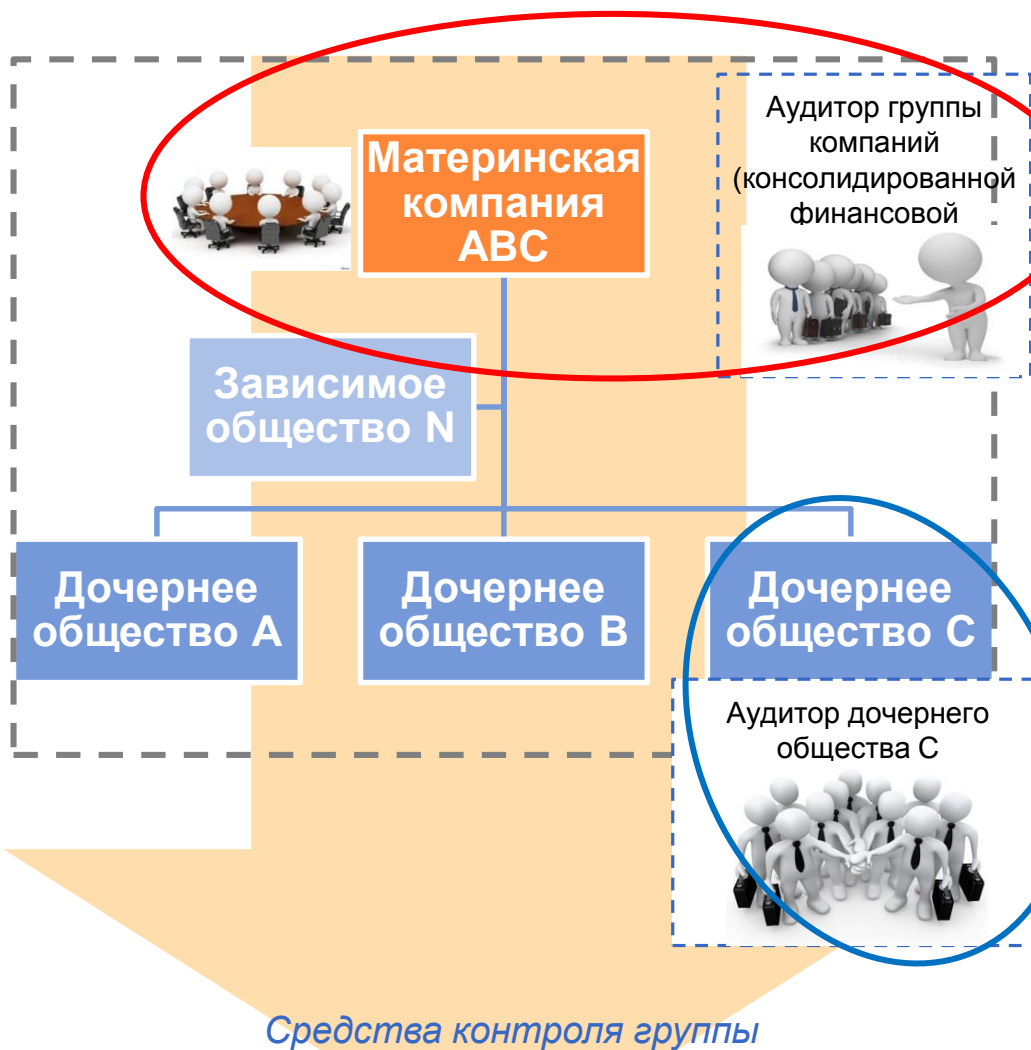 Материнская
компания
ABC
Аудитор группы
компаний
(консолидированной
финансовой
Зависимое
общество N
Дочернее
общество A
Дочернее
общество B
Дочернее
общество C
Аудитор дочернего
общества С
Средства контроля группы